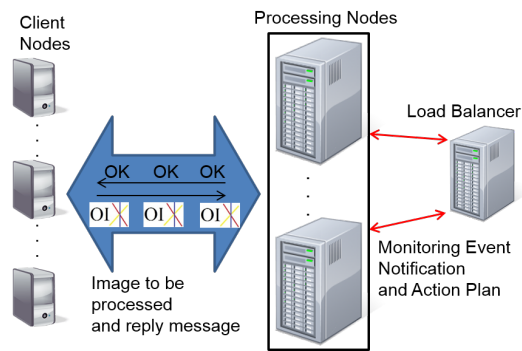 Client
Nodes
Processing Nodes
Load Balancer
OK OK OK
OI OI OI
Image to be
processed
and reply message
Monitoring Event
Notification
and Action Plan